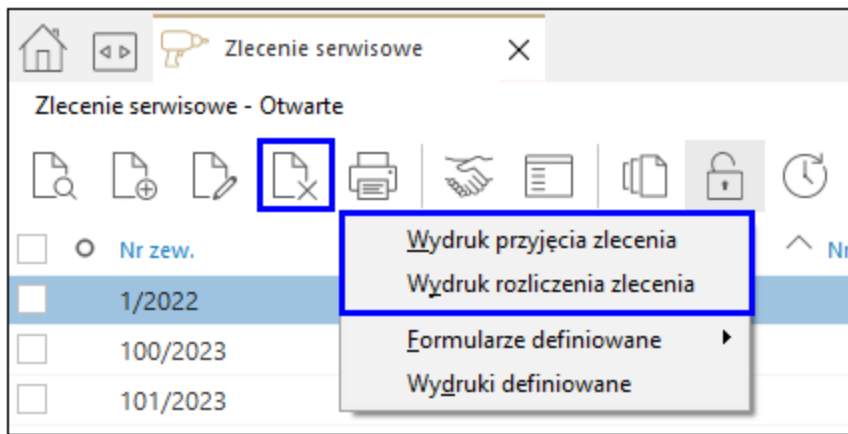 Zlecenie serwisowe
Zlecenie serwisowe - Otwarte
Nr zew.
Nr
Wydruk przyjęcia zlecenia
1/2022
Wydruk rozliczenia zlecenia
100/2023
Formularze definiowane
101/2023
Wydruki definiowane